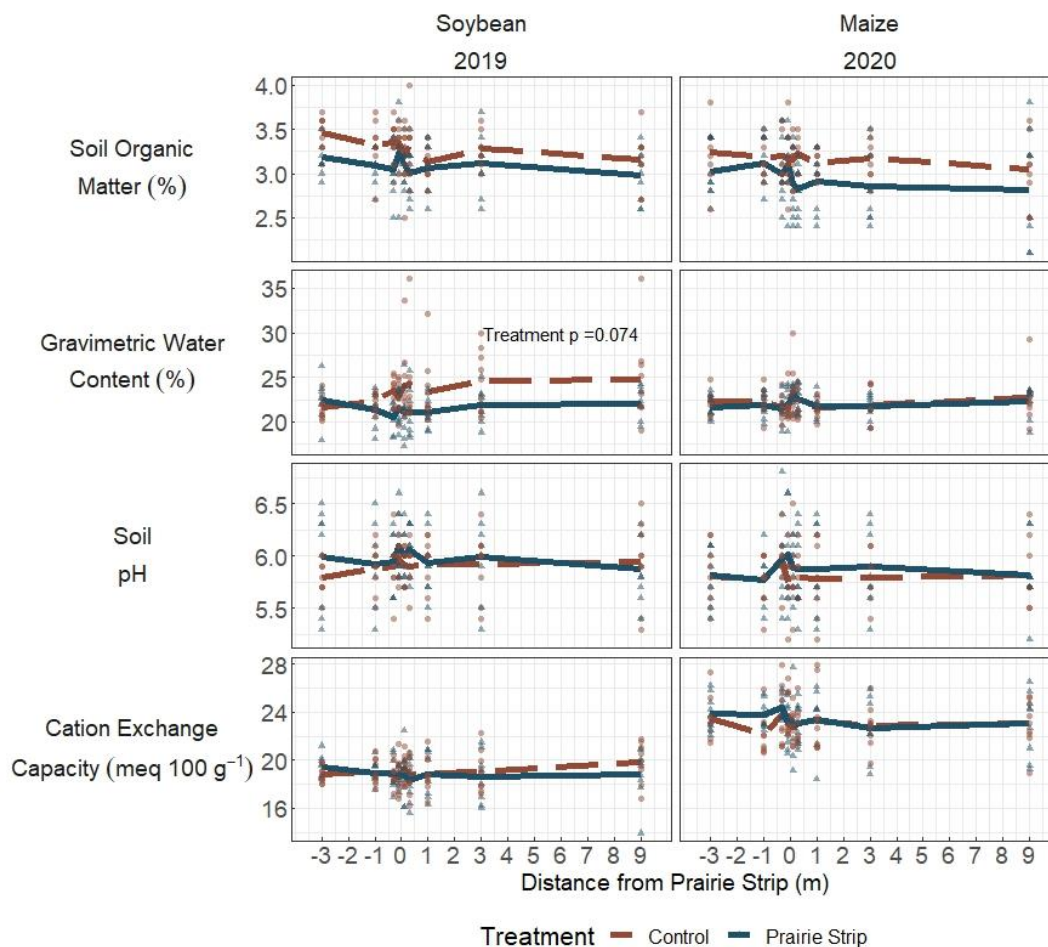 Soybean
Maize
2019
2020
Soil Organic
Matter (%)
4.0
3.5
3.0
2.5
Gravimetric Water
Content (%)
35
30
25
20
Treatment p =0.074
Soil
pH
6.5
6.0
5.5
Cation Exchange
Capacity (meq 100 g⁻¹)
28
24
20
16
-3 -2 -1 0 1 2 3 4 5 6 7 8 9
-3 -2 -1 0 1 2 3 4 5 6 7 8 9
Distance from Prairie Strip (m)
Treatment Control Prairie Strip